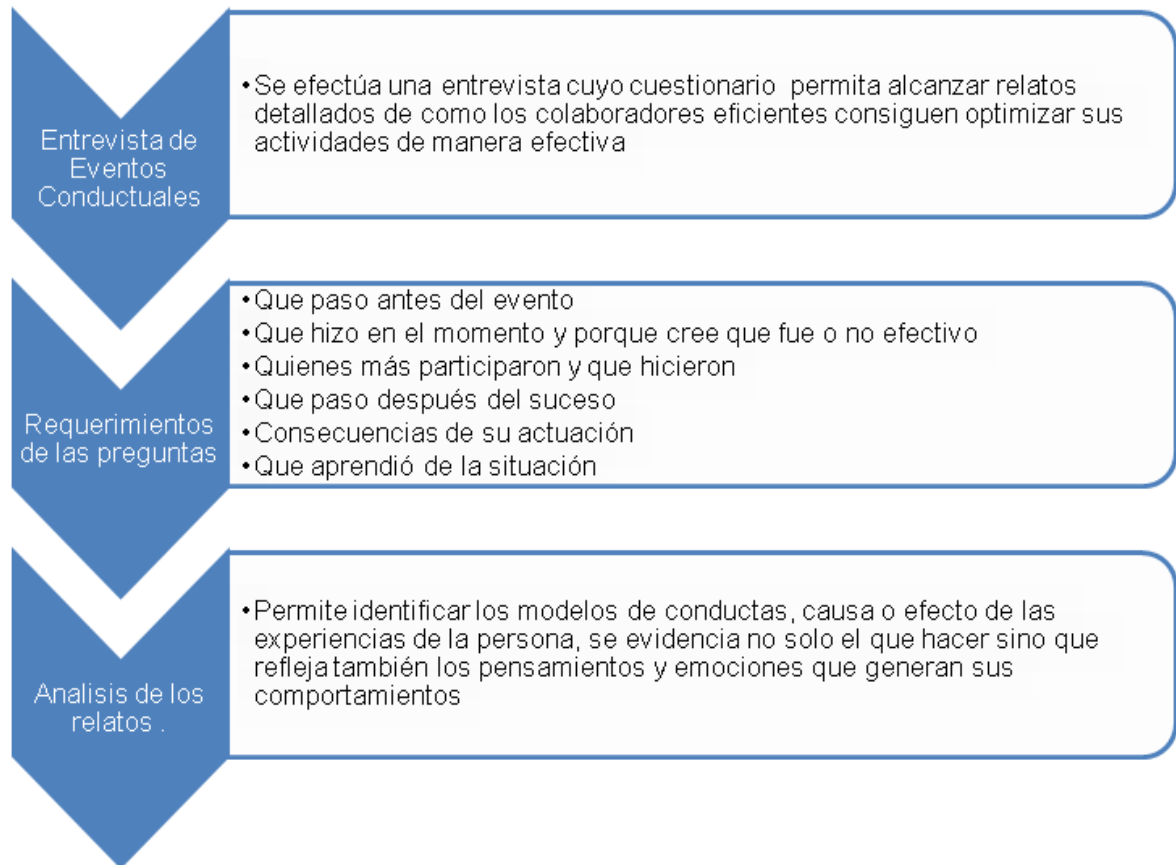 Entrevista de
Eventos
Conductuales
•Se efectúa una entrevista cuyo cuestionario permita alcanzar relatos
detallados de como los colaboradores eficientes consiguen optimizar sus
actividades de manera efectiva
Requerimientos
de las preguntas
•Que paso antes del evento
•Que hizo en el momento y porque cree que fue o no efectivo
•Quienes más participaron y que hicieron
•Que paso después del suceso
•Consecuencias de su actuación
•Que aprendió de la situación
Analisis de los
relatos .
•Permite identificar los modelos de conductas, causa o efecto de las
experiencias de la persona, se evidencia no solo el que hacer sino que
refleja también los pensamientos y emociones que generan sus
comportamientos